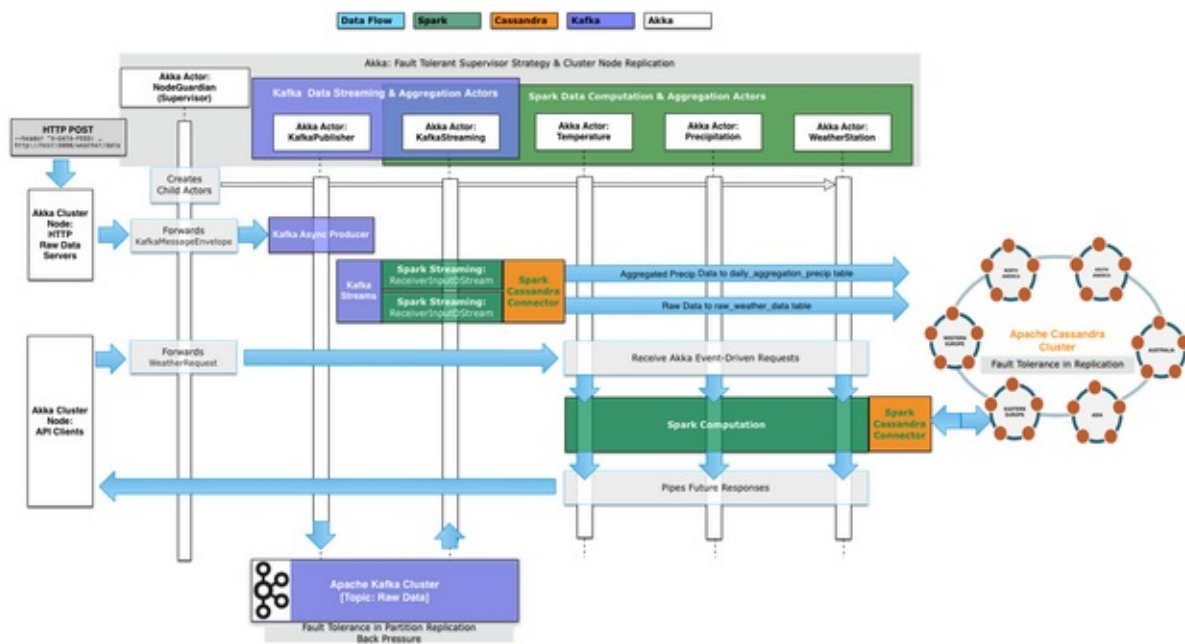 Data Flow
Spark
Cassandra
Kafka
Akka
Akka: Fault Tolerant Supervisor Strategy & Cluster Node Replication
Akka Actor:
NodeGuardian
(Supervisor)
Kafka Data Streaming & Aggregation Actors
Spark Data Computation & Aggregation Actors
Akka Actor:
KafkaPublisher
Akka Actor:
KafkaStreaming
Akka Actor:
Temperature
Akka Actor:
Precipitation
Akka Actor:
WeatherStation
HTTP POST
Creates
Child Actors
Akka Cluster
Node:
HTTP
Raw Data
Servers
Forwards
KafkaMessageEnvelope
Kafka Async Producer
Kafka
Streams
Spark Streaming:
ReceiverInputDStream
Spark Streaming:
ReceiverInputDStream
Spark
Cassandra
Connector
Aggregated Precip Data to daily_aggregation_precip table
Raw Data to raw_weather_data table
NORTH
AMERICA
SOUTH
AMERICA
WESTERN
EUROPE
AUSTRALIA
EASTERN
EUROPE
ASIA
Apache Cassandra
Cluster
Fault Tolerance in Replication
Akka Cluster
Node:
API Clients
Forwards
WeatherRequest
Receive Akka Event-Driven Requests
Spark Computation
Spark
Cassandra
Connector
Pipes Future Responses
Apache Kafka Cluster
[Topic: Raw Data]
Fault Tolerance in Partition Replication
Back Pressure